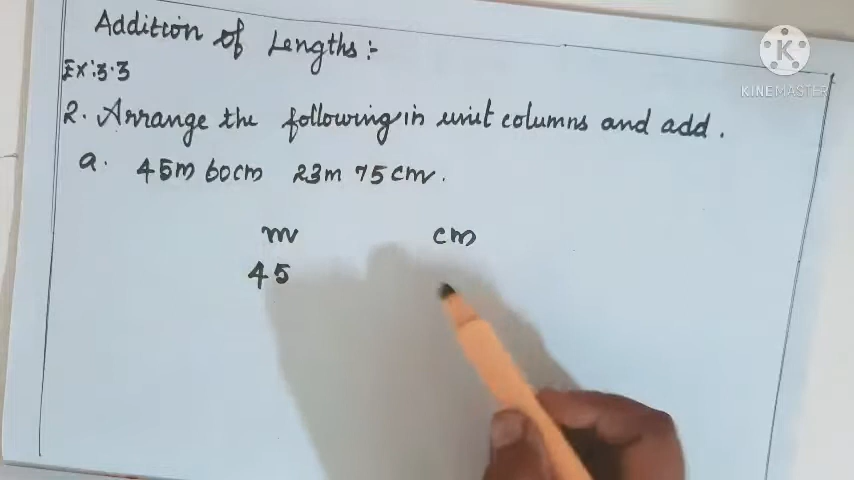 Addition of Lengths:-
Ex:3.3
2. Arrange the following in unit columns and add.
a. 45m 60cm 23m 75cm.
m cm
45
K
KINEMASTER